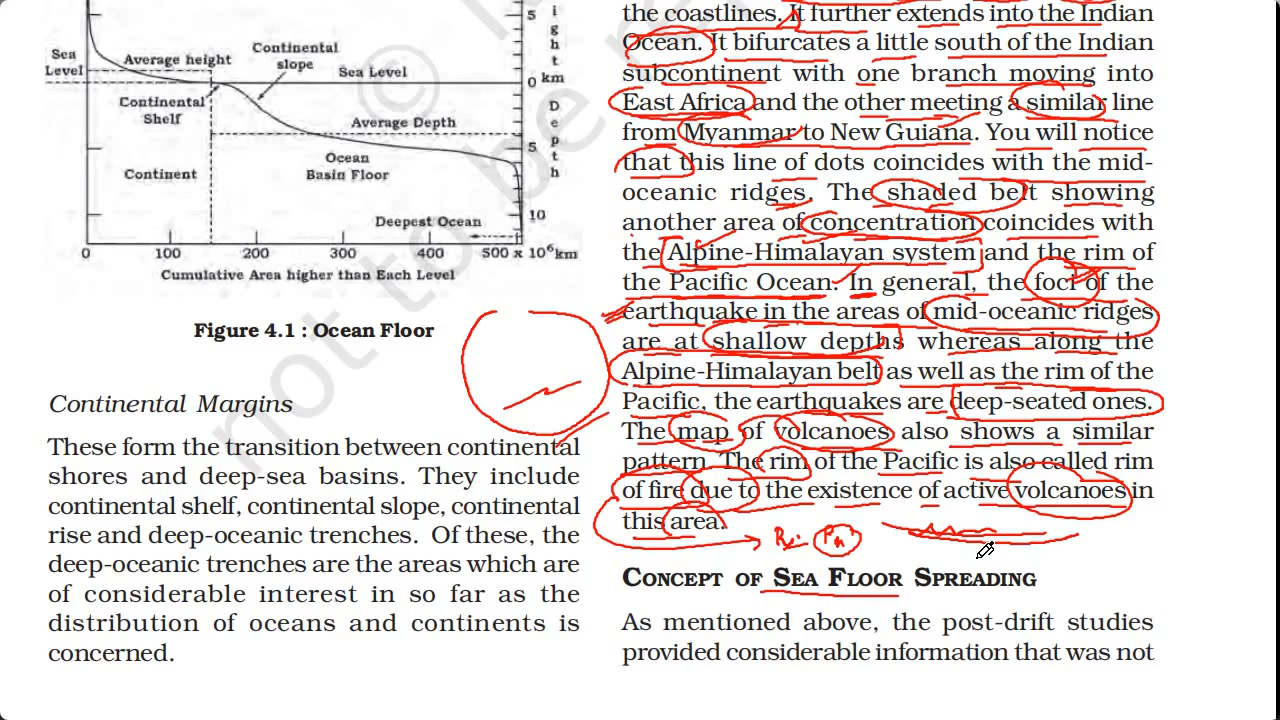 5
i
g
h
t
Sea
Level
Average height
Continental
slope
Sea Level
0 km
Continental
Shelf
D
e
p
t
h
Average Depth
5
Ocean
Basin Floor
Continent
Deepest Ocean
10
0 100 200 300 400 500 x 10⁶km
Cumulative Area higher than Each Level
Figure 4.1 : Ocean Floor
Continental Margins
These form the transition between continental
shores and deep-sea basins. They include
continental shelf, continental slope, continental
rise and deep-oceanic trenches. Of these, the
deep-oceanic trenches are the areas which are
of considerable interest in so far as the
distribution of oceans and continents is
concerned.
the coastlines. It further extends into the Indian
Ocean. It bifurcates a little south of the Indian
subcontinent with one branch moving into
East Africa and the other meeting a similar line
from Myanmar to New Guiana. You will notice
that this line of dots coincides with the mid-
oceanic ridges. The shaded belt showing
another area of concentration coincides with
the Alpine-Himalayan system and the rim of
the Pacific Ocean. In general, the foci of the
earthquake in the areas of mid-oceanic ridges
are at shallow depths whereas along the
Alpine-Himalayan belt as well as the rim of the
Pacific, the earthquakes are deep-seated ones.
The map of volcanoes also shows a similar
pattern. The rim of the Pacific is also called rim
of fire due to the existence of active volcanoes in
this area.
CONCEPT OF SEA FLOOR SPREADING
As mentioned above, the post-drift studies
provided considerable information that was not
not to be re
©